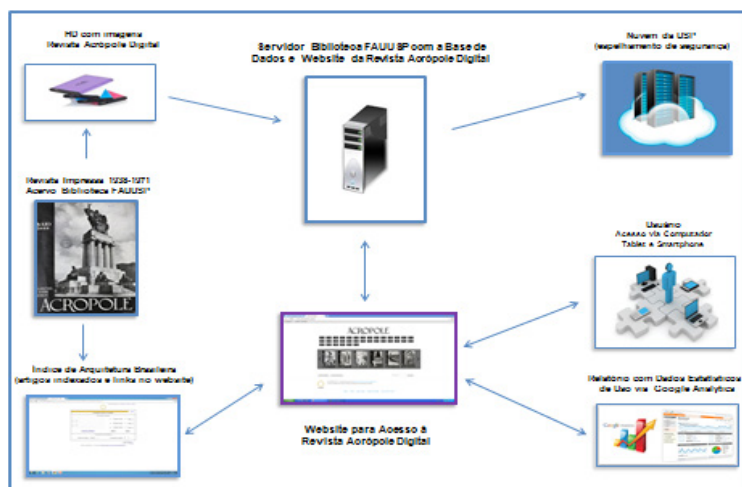 HD com imagens
Revista Acrópole Digital
Servidor Biblioteca FAUUSP com a Base de
Dados e Website da Revista Acrópole Digital
Nuvem da USP
(espelhamento de segurança)
Revista Impressa 1938-1971
Acervo Biblioteca FAUUSP
ACROPOLE
Usuário
Acesso via Computador
Tablet e Smartphone
ACROPOLE
Índice de Arquitetura Brasileira
(artigos indexados e links no website)
Website para Acesso à
Revista Acrópole Digital
Relatório com Dados Estatísticos
de Uso via Google Analytics
Google